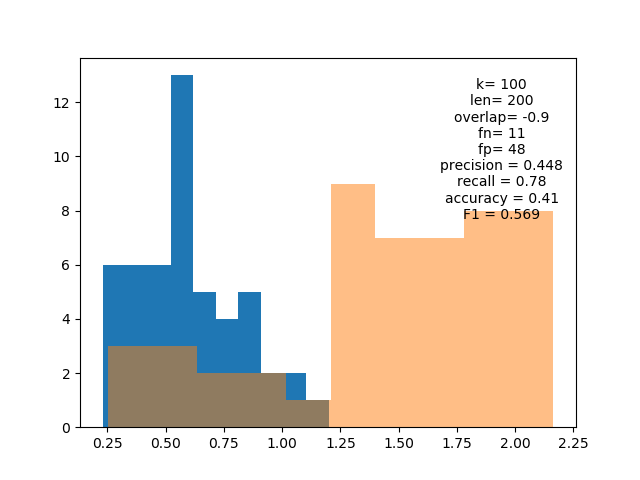 k= 100
len= 200
overlap= -0.9
fn= 11
fp= 48
precision = 0.448
recall = 0.78
accuracy = 0.41
F1 = 0.569
12
10
8
6
4
2
0
0.25 0.50 0.75 1.00 1.25 1.50 1.75 2.00 2.25